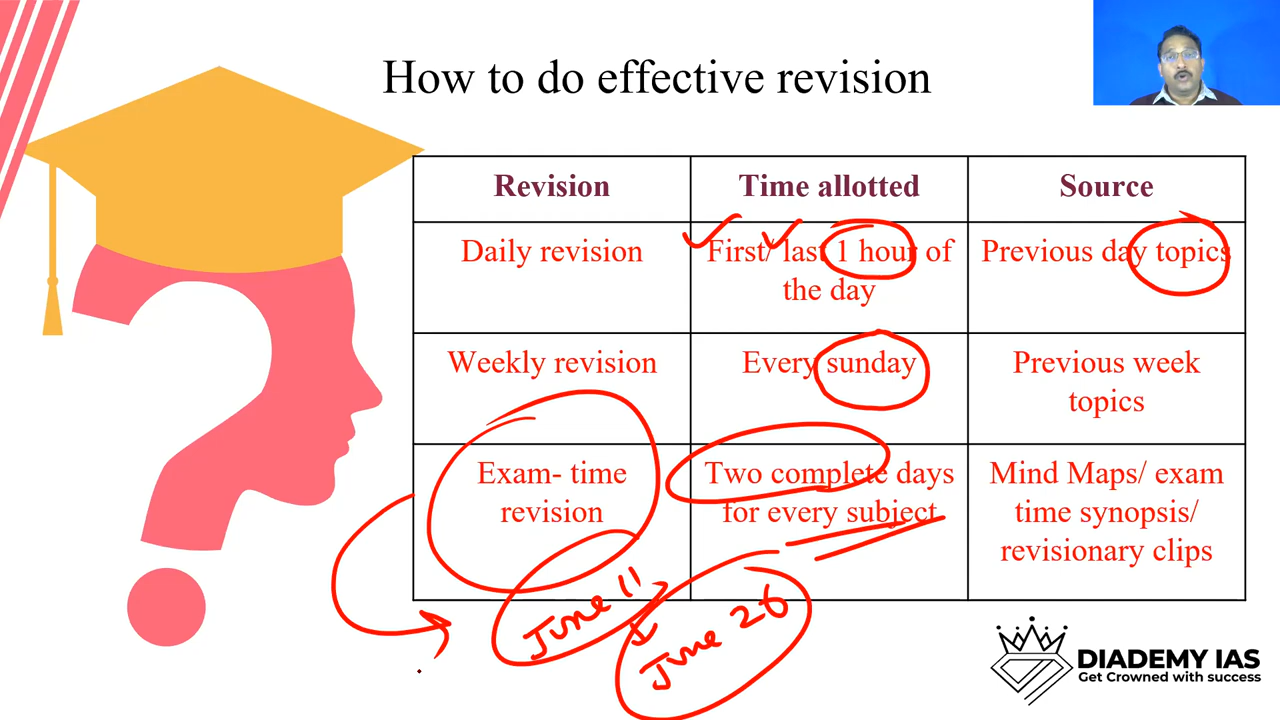 How to do effective revision
Revision
Time allotted
Source
Daily revision
First/ last 1 hour of
the day
Previous day topics
Weekly revision
Every sunday
Previous week
topics
Exam- time
revision
Two complete days
for every subject
Mind Maps/ exam
time synopsis/
revisionary clips
June 11
June 26
DIADEMY IAS
Get Crowned with success